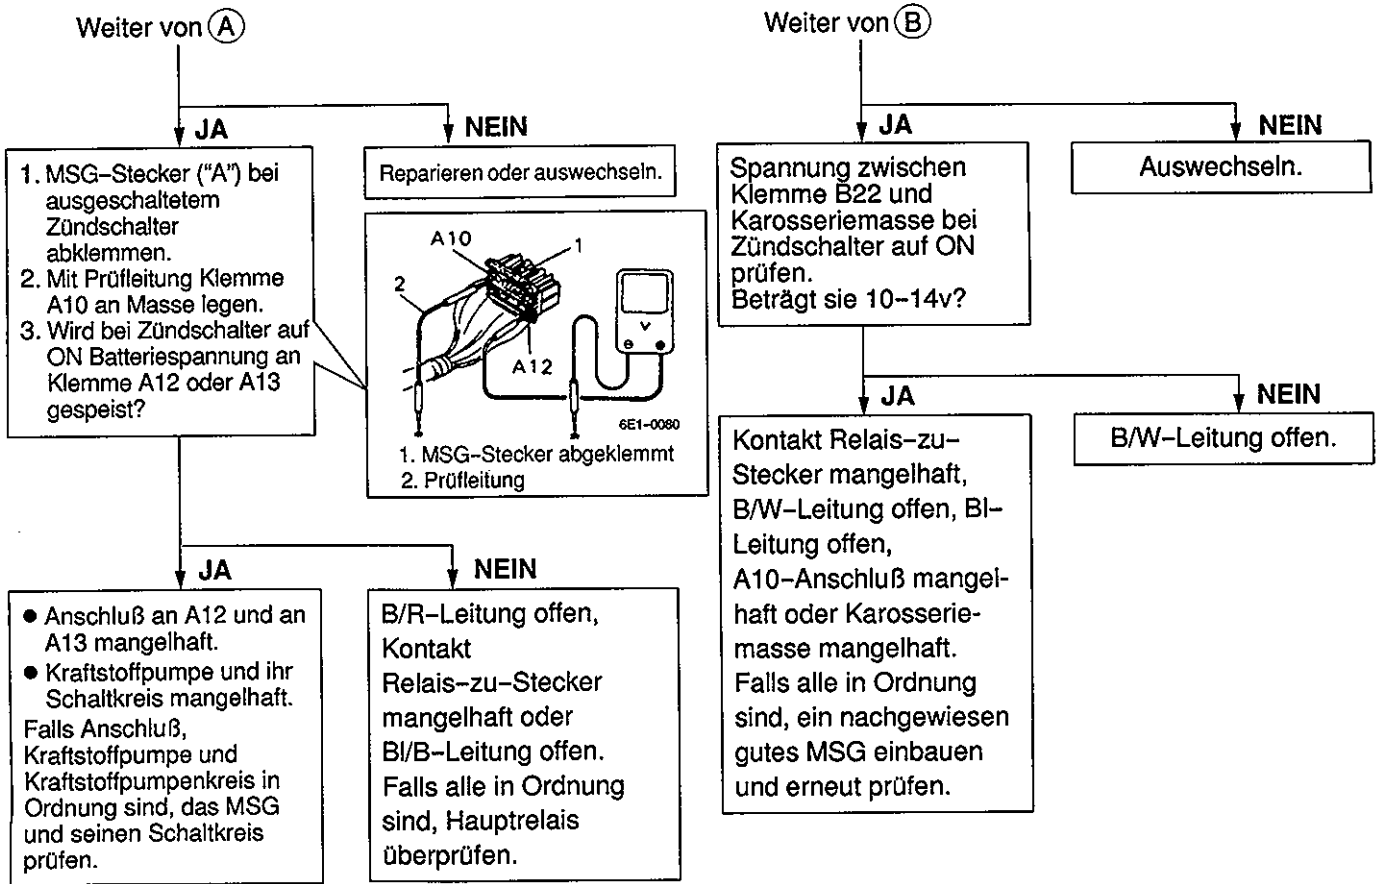 Weiter von A
JA
NEIN
1. MSG–Stecker ("A") bei
ausgeschaltetem
Zündschalter
abklemmen.
2. Mit Prüfleitung Klemme
A10 an Masse legen.
3. Wird bei Zündschalter auf
ON Batteriespannung an
Klemme A12 oder A13
gespeist?
Reparieren oder auswechseln.
A10
1
2
A12
V
6E1–0080
1. MSG–Stecker abgeklemmt
2. Prüfleitung
JA
NEIN
● Anschluß an A12 und an
A13 mangelhaft.
● Kraftstoffpumpe und ihr
Schaltkreis mangelhaft.
Falls Anschluß,
Kraftstoffpumpe und
Kraftstoffpumpenkreis in
Ordnung sind, das MSG
und seinen Schaltkreis
prüfen.
B/R–Leitung offen,
Kontakt
Relais–zu–Stecker
mangelhaft oder
Bl/B–Leitung offen.
Falls alle in Ordnung
sind, Hauptrelais
überprüfen.
Weiter von B
JA
NEIN
Spannung zwischen
Klemme B22 und
Karosseriemasse bei
Zündschalter auf ON
prüfen.
Beträgt sie 10–14v?
Auswechseln.
JA
NEIN
Kontakt Relais–zu–
Stecker mangelhaft,
B/W–Leitung offen, Bl–
Leitung offen,
A10–Anschluß mangel-
haft oder Karosserie-
masse mangelhaft.
Falls alle in Ordnung
sind, ein nachgewiesen
gutes MSG einbauen
und erneut prüfen.
B/W–Leitung offen.